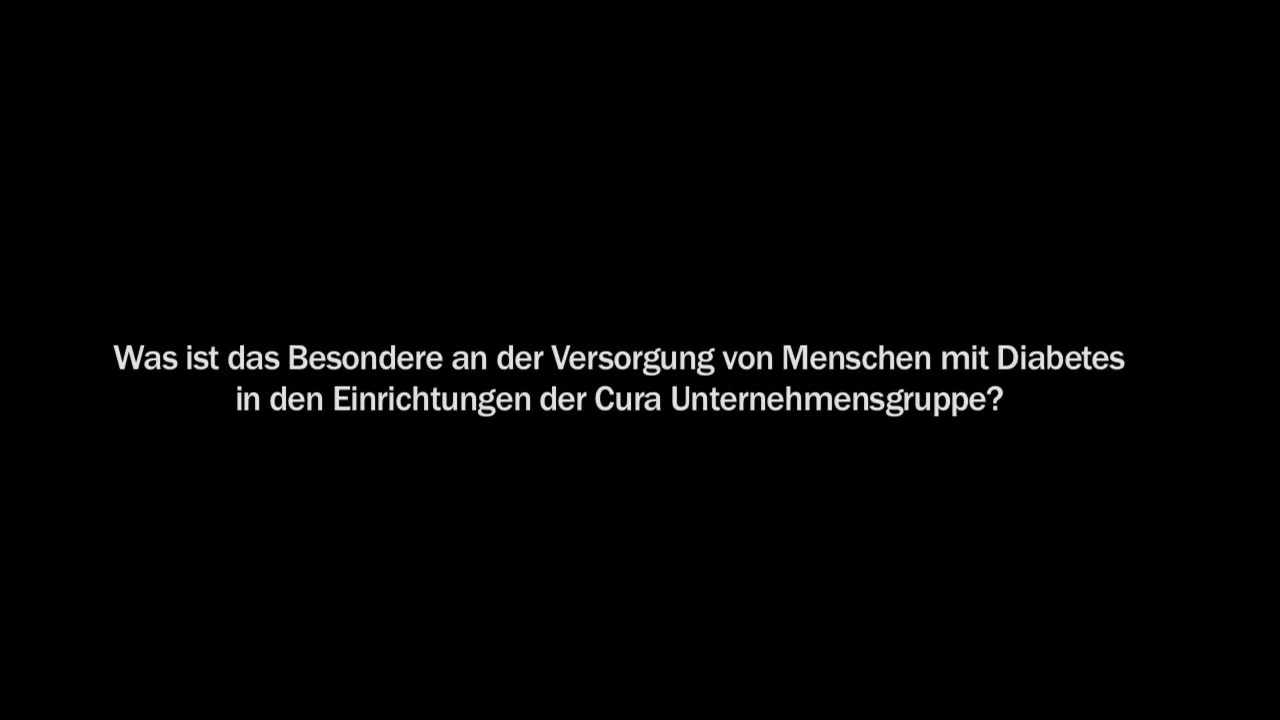 Was ist das Besondere an der Versorgung von Menschen mit Diabetes
in den Einrichtungen der Cura Unternehmensgruppe?